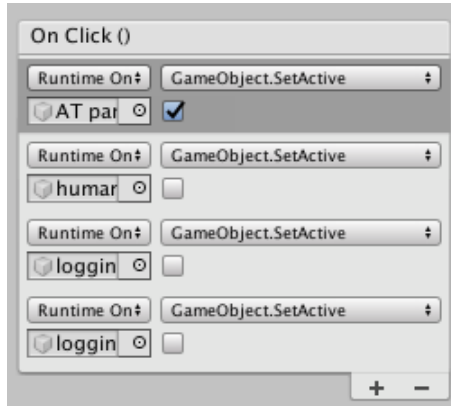 On Click ()
Runtime On GameObject.SetActive
AT par
Runtime On GameObject.SetActive
humar
Runtime On GameObject.SetActive
loggin
Runtime On GameObject.SetActive
loggin
+ −